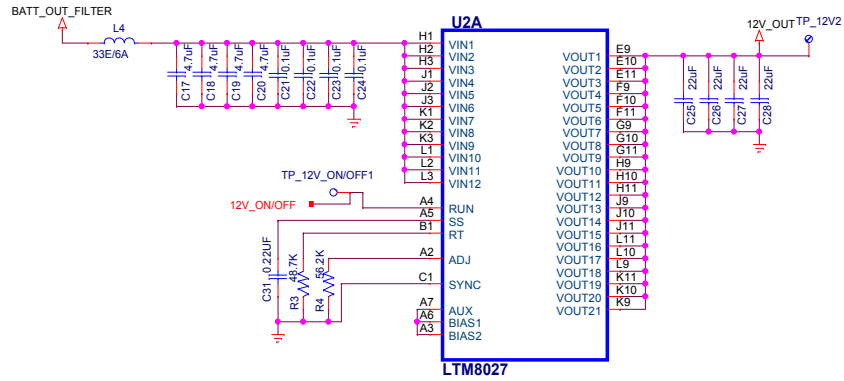 BATT_OUT_FILTER
L4
33E/6A
C17 4.7uF
C18 4.7uF
C19 4.7uF
C20 4.7uF
C21 0.1uF
C22 0.1uF
C23 0.1uF
C24 0.1uF
U2A
H1 VIN1
H2 VIN2
H3 VIN3
J1 VIN4
J2 VIN5
J3 VIN6
K1 VIN7
K2 VIN8
K3 VIN9
L1 VIN10
L2 VIN11
L3 VIN12
TP_12V_ON/OFF1
12V_ON/OFF
A4 RUN
A5 SS
B1 RT
A2 ADJ
C1 SYNC
A7 AUX
A6 BIAS1
A3 BIAS2
C31 0.22UF
R3 48.7K
R4 56.2K
VOUT1 E9
VOUT2 E10
VOUT3 E11
VOUT4 F9
VOUT5 F10
VOUT6 F11
VOUT7 G9
VOUT8 G10
VOUT9 G11
VOUT10 H9
VOUT11 H10
VOUT12 H11
VOUT13 J9
VOUT14 J10
VOUT15 J11
VOUT16 L11
VOUT17 L10
VOUT18 L9
VOUT19 K11
VOUT20 K10
VOUT21 K9
12V_OUT
TP_12V2
C25 22uF
C26 22uF
C27 22uF
C28 22uF
LTM8027